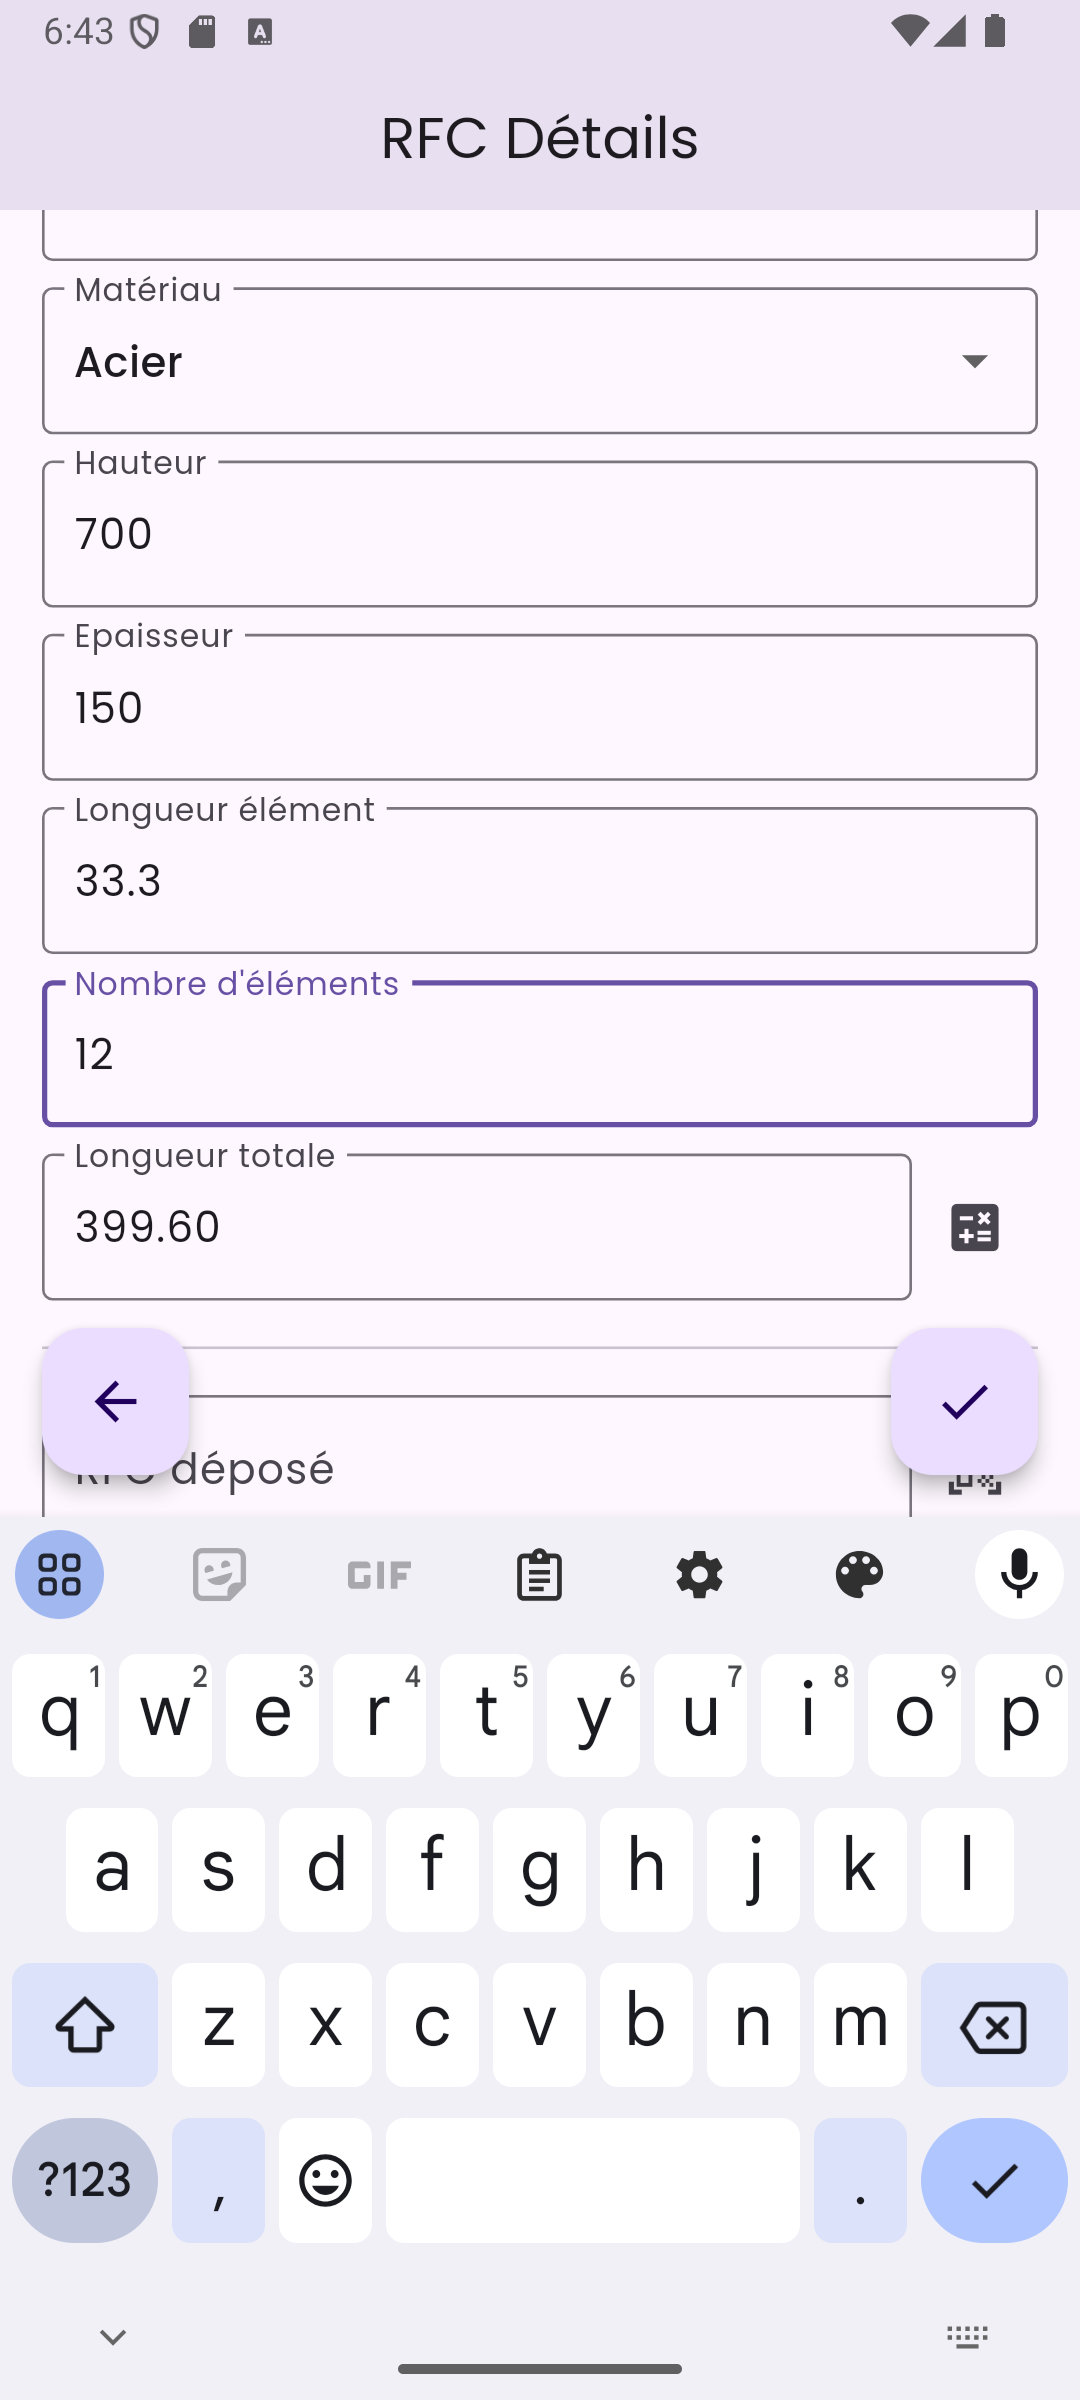 6:43
RFC Détails
Matériau
Acier
Hauteur
700
Epaisseur
150
Longueur élément
33.3
Nombre d'éléments
12
Longueur totale
399.60
RFC déposé
GIF
q1 w2 e3 r4 t5 y6 u7 i8 o9 p0
a s d f g h j k l
z x c v b n m
?123 , .